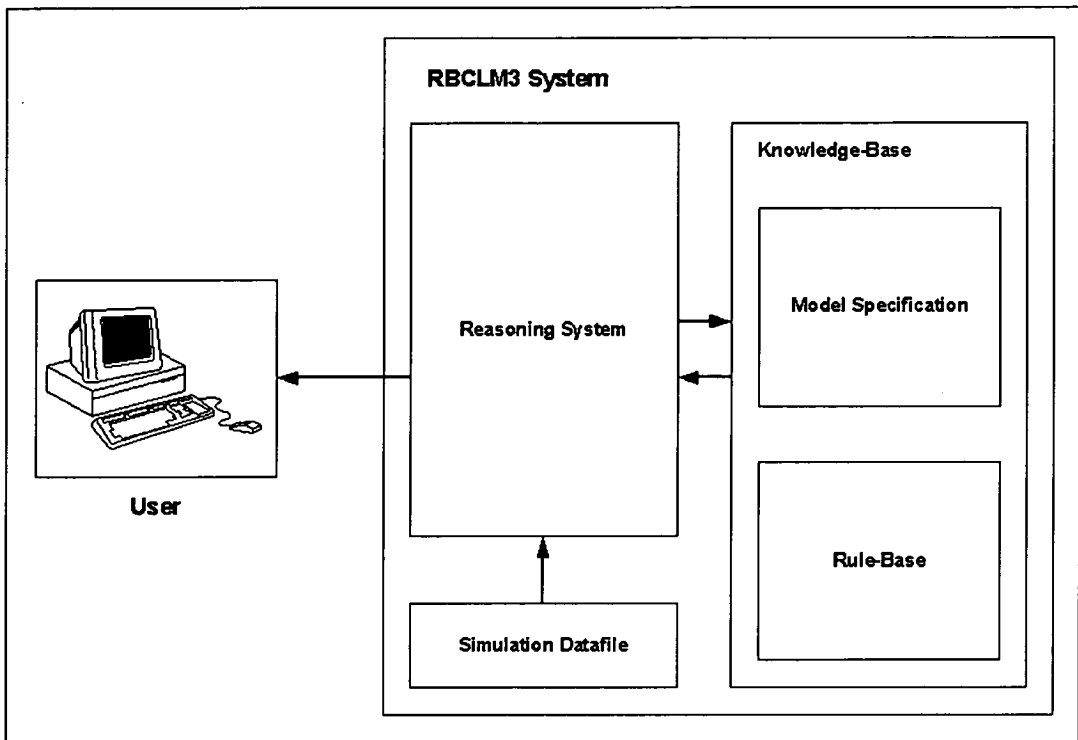 RBCLM3 System
Knowledge-Base
Model Specification
Reasoning System
User
Rule-Base
Simulation Datafile